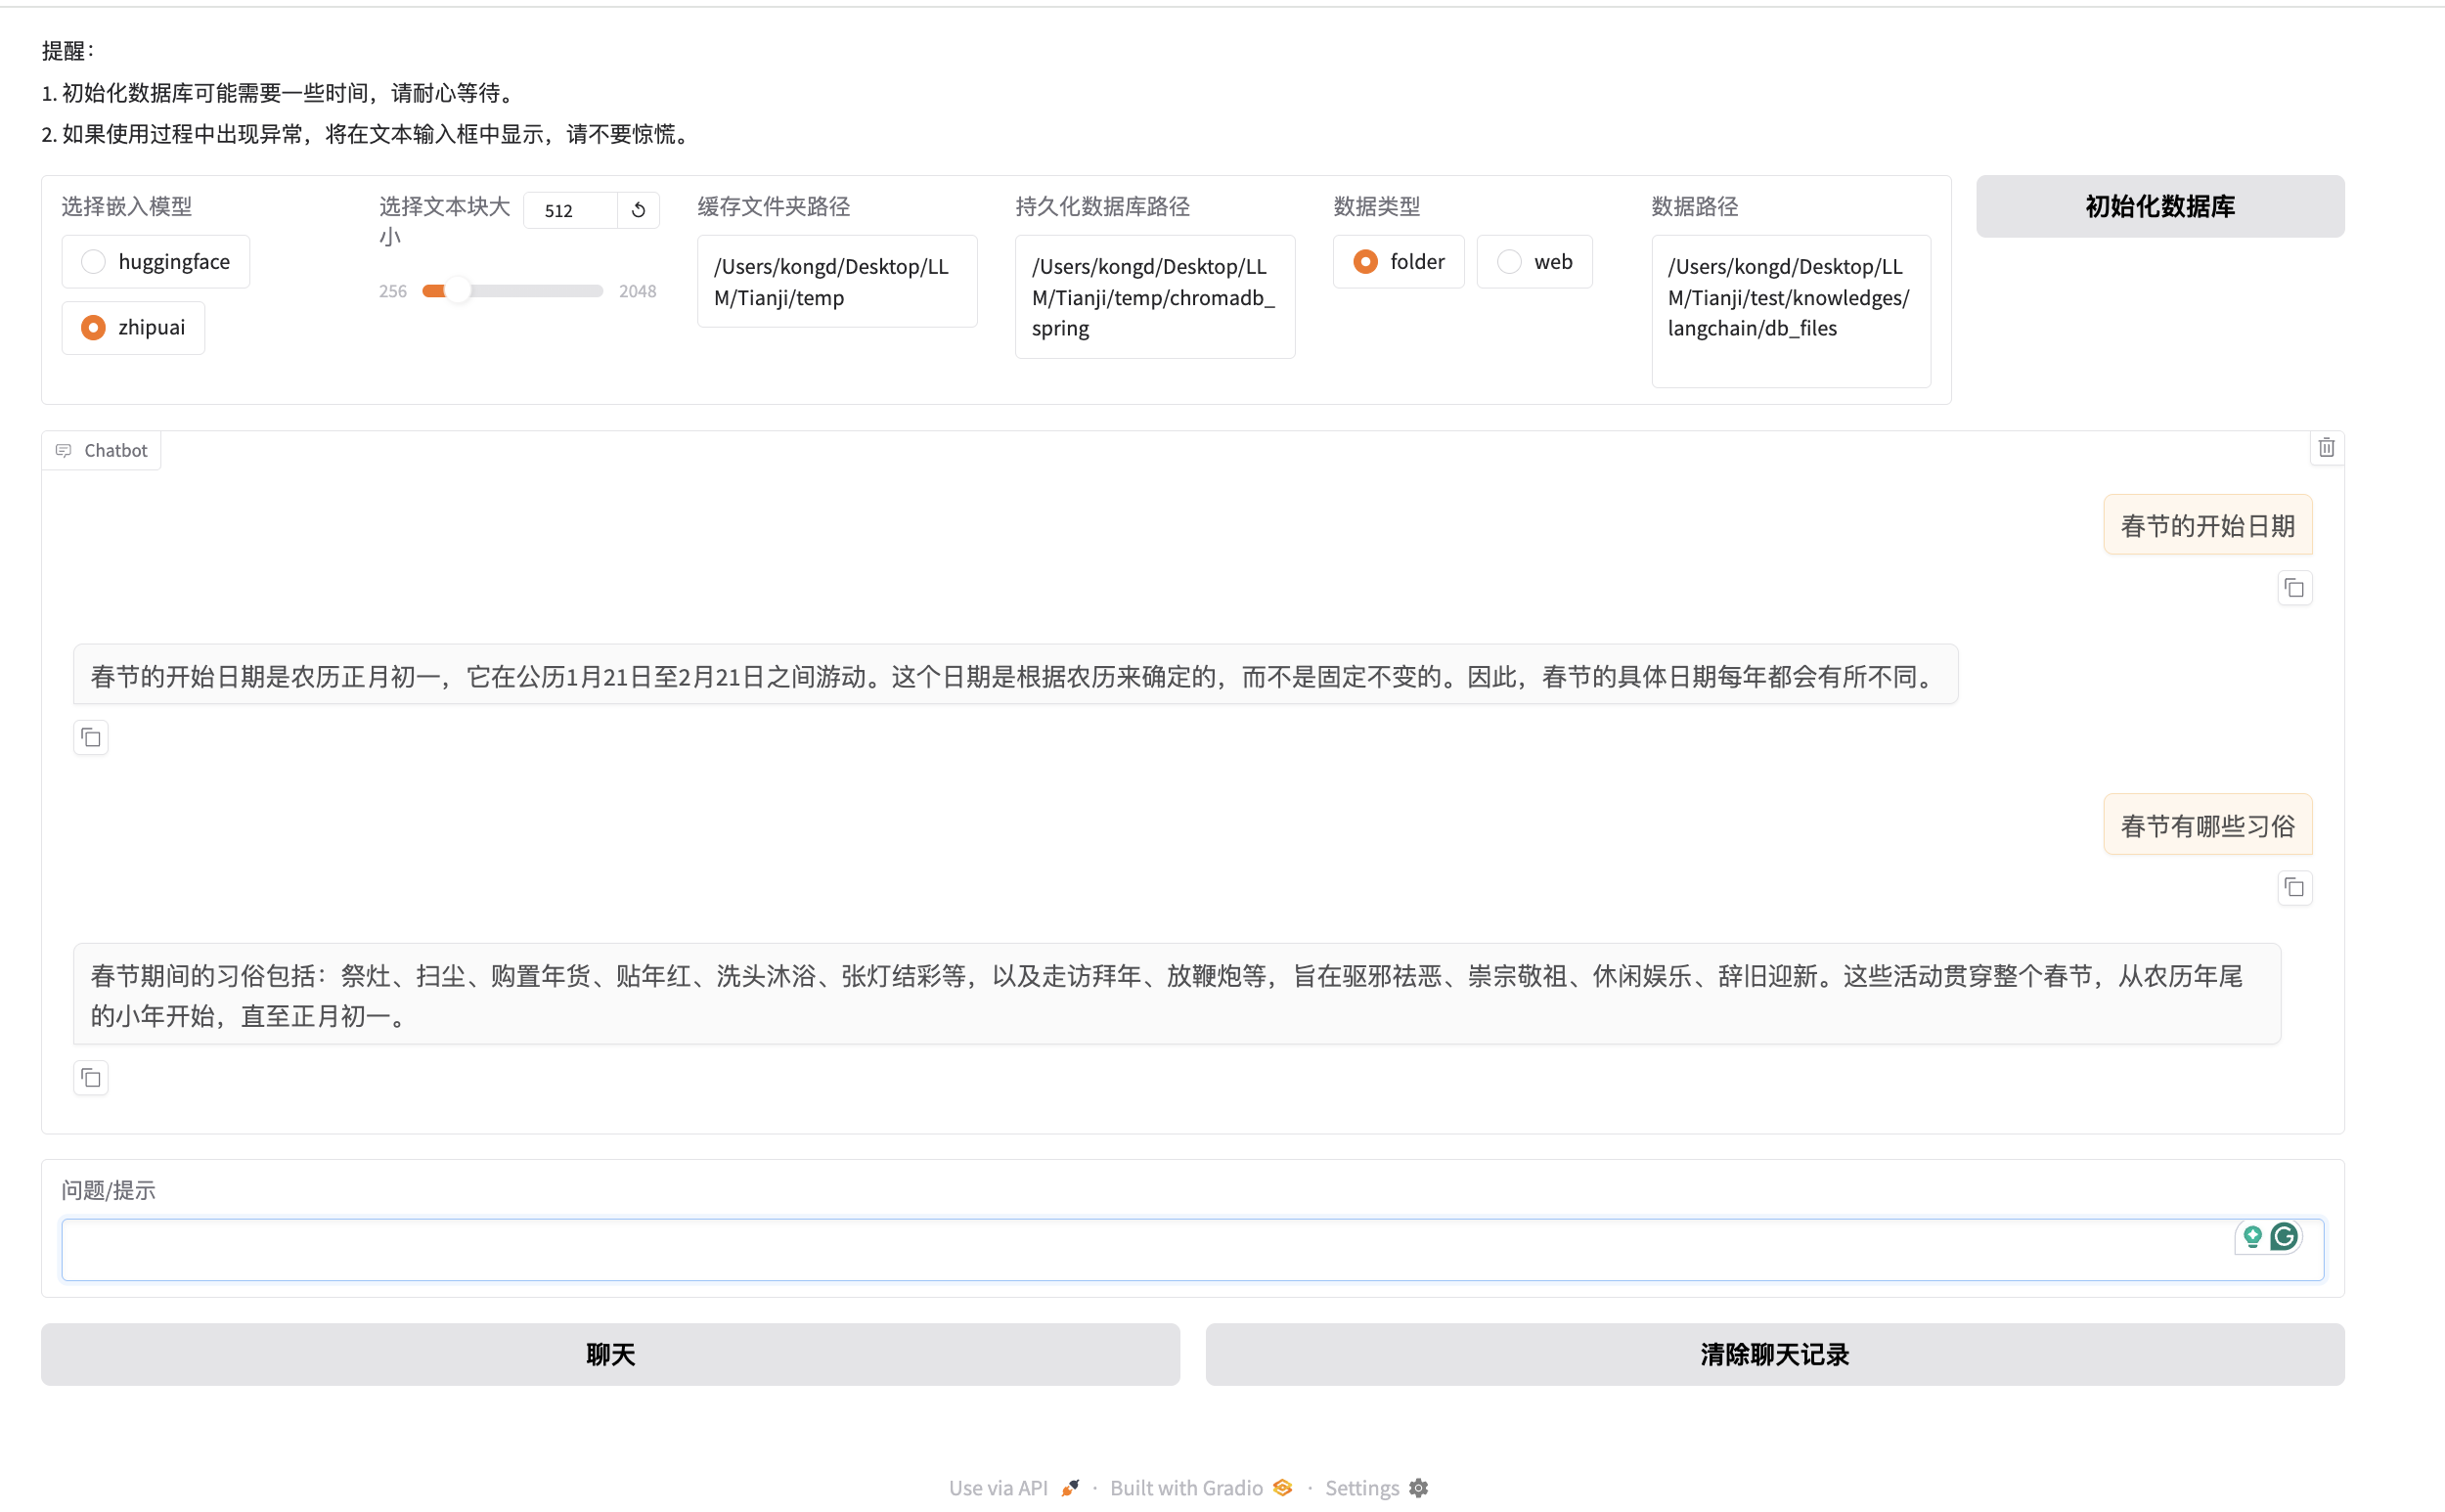 提醒：
1. 初始化数据库可能需要一些时间，请耐心等待。
2. 如果使用过程中出现异常，将在文本输入框中显示，请不要惊慌。
选择嵌入模型
huggingface
zhipuai
选择文本块大
小
512
256
2048
缓存文件夹路径
/Users/kongd/Desktop/LL
M/Tianji/temp
持久化数据库路径
/Users/kongd/Desktop/LL
M/Tianji/temp/chromadb_
spring
数据类型
folder
web
数据路径
/Users/kongd/Desktop/LL
M/Tianji/test/knowledges/
langchain/db_files
初始化数据库
Chatbot
春节的开始日期
春节的开始日期是农历正月初一，它在公历1月21日至2月21日之间游动。这个日期是根据农历来确定的，而不是固定不变的。因此，春节的具体日期每年都会有所不同。
春节有哪些习俗
春节期间的习俗包括：祭灶、扫尘、购置年货、贴年红、洗头沐浴、张灯结彩等，以及走访拜年、放鞭炮等，旨在驱邪祛恶、崇宗敬祖、休闲娱乐、辞旧迎新。这些活动贯穿整个春节，从农历年尾
的小年开始，直至正月初一。
问题/提示
聊天
清除聊天记录
Use via API · Built with Gradio · Settings